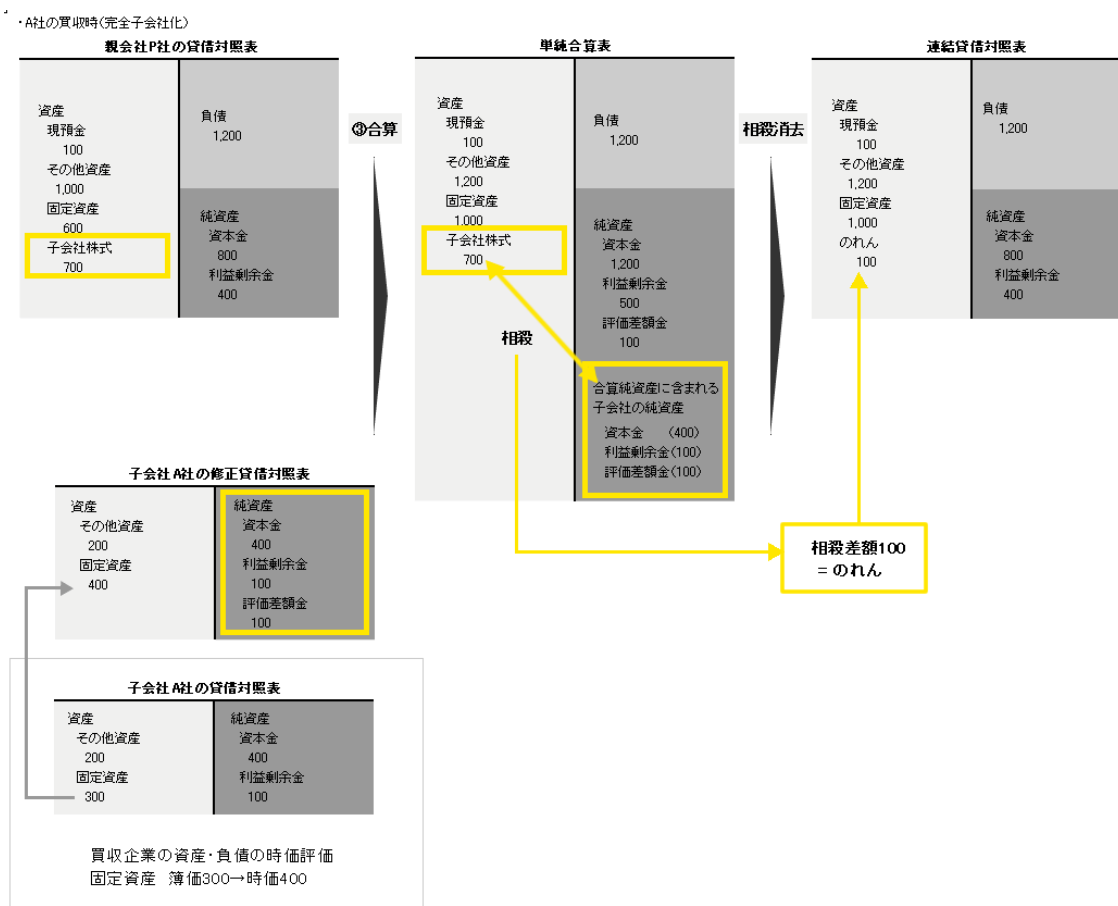 ・A社の買収時(完全子会社化)
親会社P社の貸借対照表
資産
現預金
100
その他資産
1,000
固定資産
600
子会社株式
700
負債
1,200
純資産
資本金
800
利益剰余金
400
③合算
単純合算表
資産
現預金
100
その他資産
1,200
固定資産
1,000
子会社株式
700
相殺
負債
1,200
純資産
資本金
1,200
利益剰余金
500
評価差額金
100
合算純資産に含まれる
子会社の純資産
資本金 (400)
利益剰余金(100)
評価差額金(100)
相殺消去
連結貸借対照表
資産
現預金
100
その他資産
1,200
固定資産
1,000
のれん
100
負債
1,200
純資産
資本金
800
利益剰余金
400
相殺差額100
=のれん
子会社A社の修正貸借対照表
資産
その他資産
200
固定資産
400
純資産
資本金
400
利益剰余金
100
評価差額金
100
子会社A社の貸借対照表
資産
その他資産
200
固定資産
300
純資産
資本金
400
利益剰余金
100
買収企業の資産・負債の時価評価
固定資産 簿価300→時価400